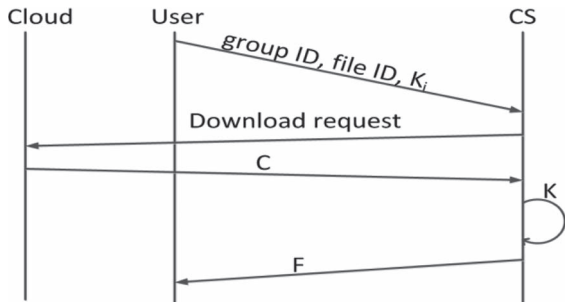 Cloud User CS
group ID, file ID, Ki
Download request
C
K
F